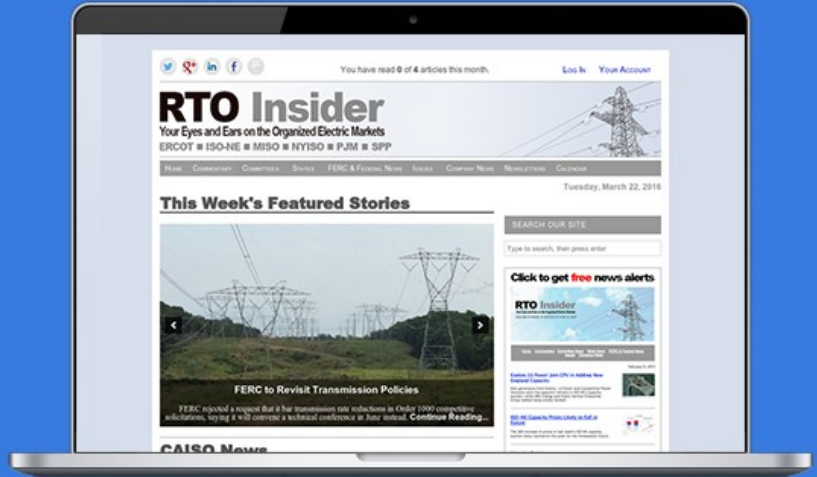 You have read 0 of 4 articles this month.
Log In Your Account
RTO Insider
Your Eyes and Ears on the Organized Electric Markets
ERCOT ■ ISO-NE ■ MISO ■ NYISO ■ PJM ■ SPP
Home Commentary Committees States FERC & Federal News Issues Company News Newsletters Calendar
Tuesday, March 22, 2016
This Week's Featured Stories
FERC to Revisit Transmission Policies
FERC rejected a request that it bar transmission rate reductions in Order 1000 competitive
solicitations, saying it will convene a technical conference in June instead. Continue Reading...
CAISO News
SEARCH OUR SITE
Type to search, then press enter
Click to get free news alerts
RTO Insider